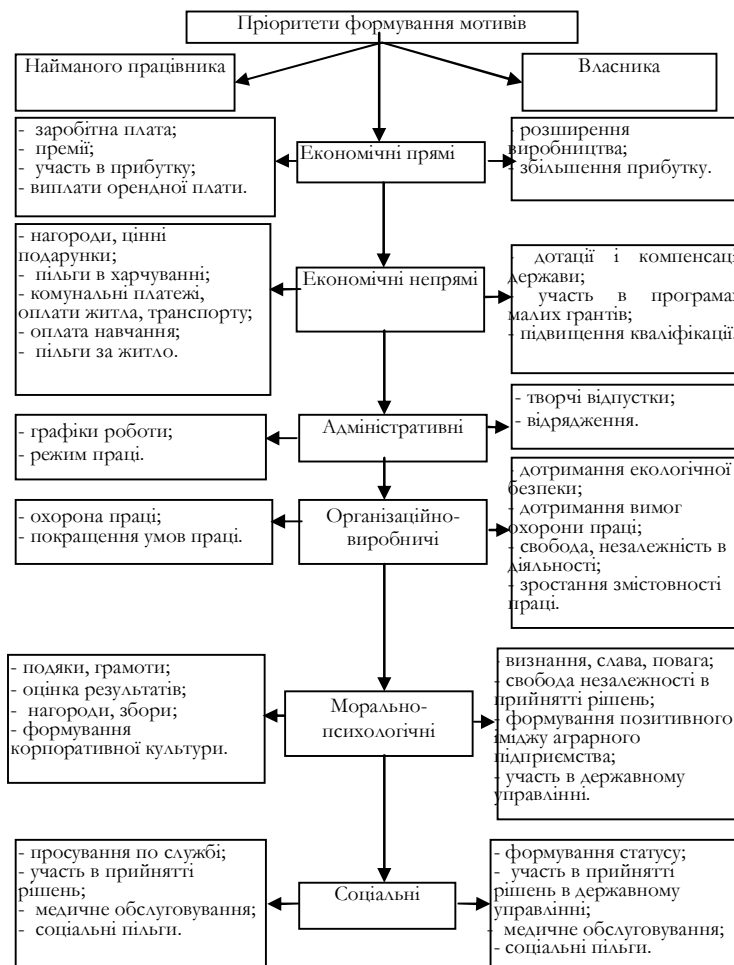 Пріоритети формування мотивів
Найманого працівника
Власника
- заробітна плата;
- премії;
- участь в прибутку;
- виплати орендної плати.
Економічні прямі
- розширення
виробництва;
- збільшення прибутку.
- нагороди, цінні
подарунки;
- пільги в харчуванні;
- комунальні платежі,
оплати житла, транспорту;
- оплата навчання;
- пільги за житло.
Економічні непрямі
- дотації і компенсаці
держави;
- участь в програмах
малих грантів;
- підвищення кваліфікації.
- графіки роботи;
- режим праці.
Адміністративні
- творчі відпустки;
- відрядження.
- охорона праці;
- покращення умов праці.
Організаційно-
виробничі
- дотримання екологічної
безпеки;
- дотримання вимог
охорони праці;
- свобода, незалежність в
діяльності;
- зростання змістовності
праці.
- подяки, грамоти;
- оцінка результатів;
- нагороди, збори;
- формування
корпоративної культури.
Морально-
психологічні
- визнання, слава, повага;
- свобода незалежності в
прийнятті рішень;
- формування позитивного
іміджу аграрного
підприємства;
- участь в державному
управлінні.
- просування по службі;
- участь в прийнятті
рішень;
- медичне обслуговування;
- соціальні пільги.
Соціальні
- формування статусу;
- участь в прийнятті
рішень в державному
управлінні;
- медичне обслуговування;
- соціальні пільги.